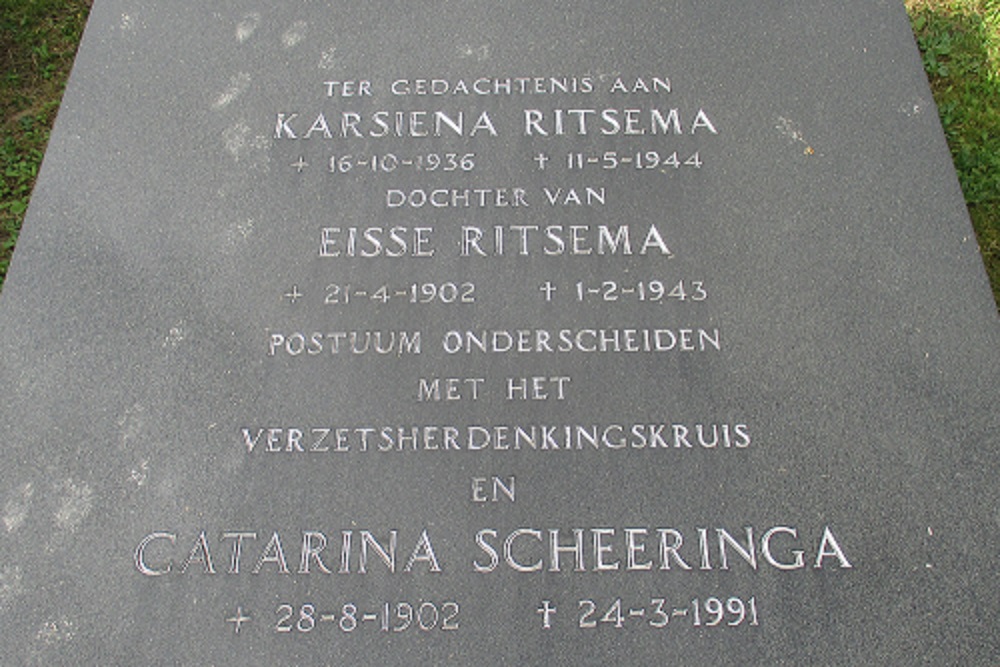 TER GEDACHTENIS AAN
KARSIENA RITSEMA
+ 16-10-1936 † 11-5-1944
DOCHTER VAN
EISSE RITSEMA
+ 21-4-1902 † 1-2-1943
POSTUUM ONDERSCHEIDEN
MET HET
VERZETSHERDENKINGSKRUIS
EN
CATARINA SCHEERINGA
+ 28-8-1902 † 24-3-1991